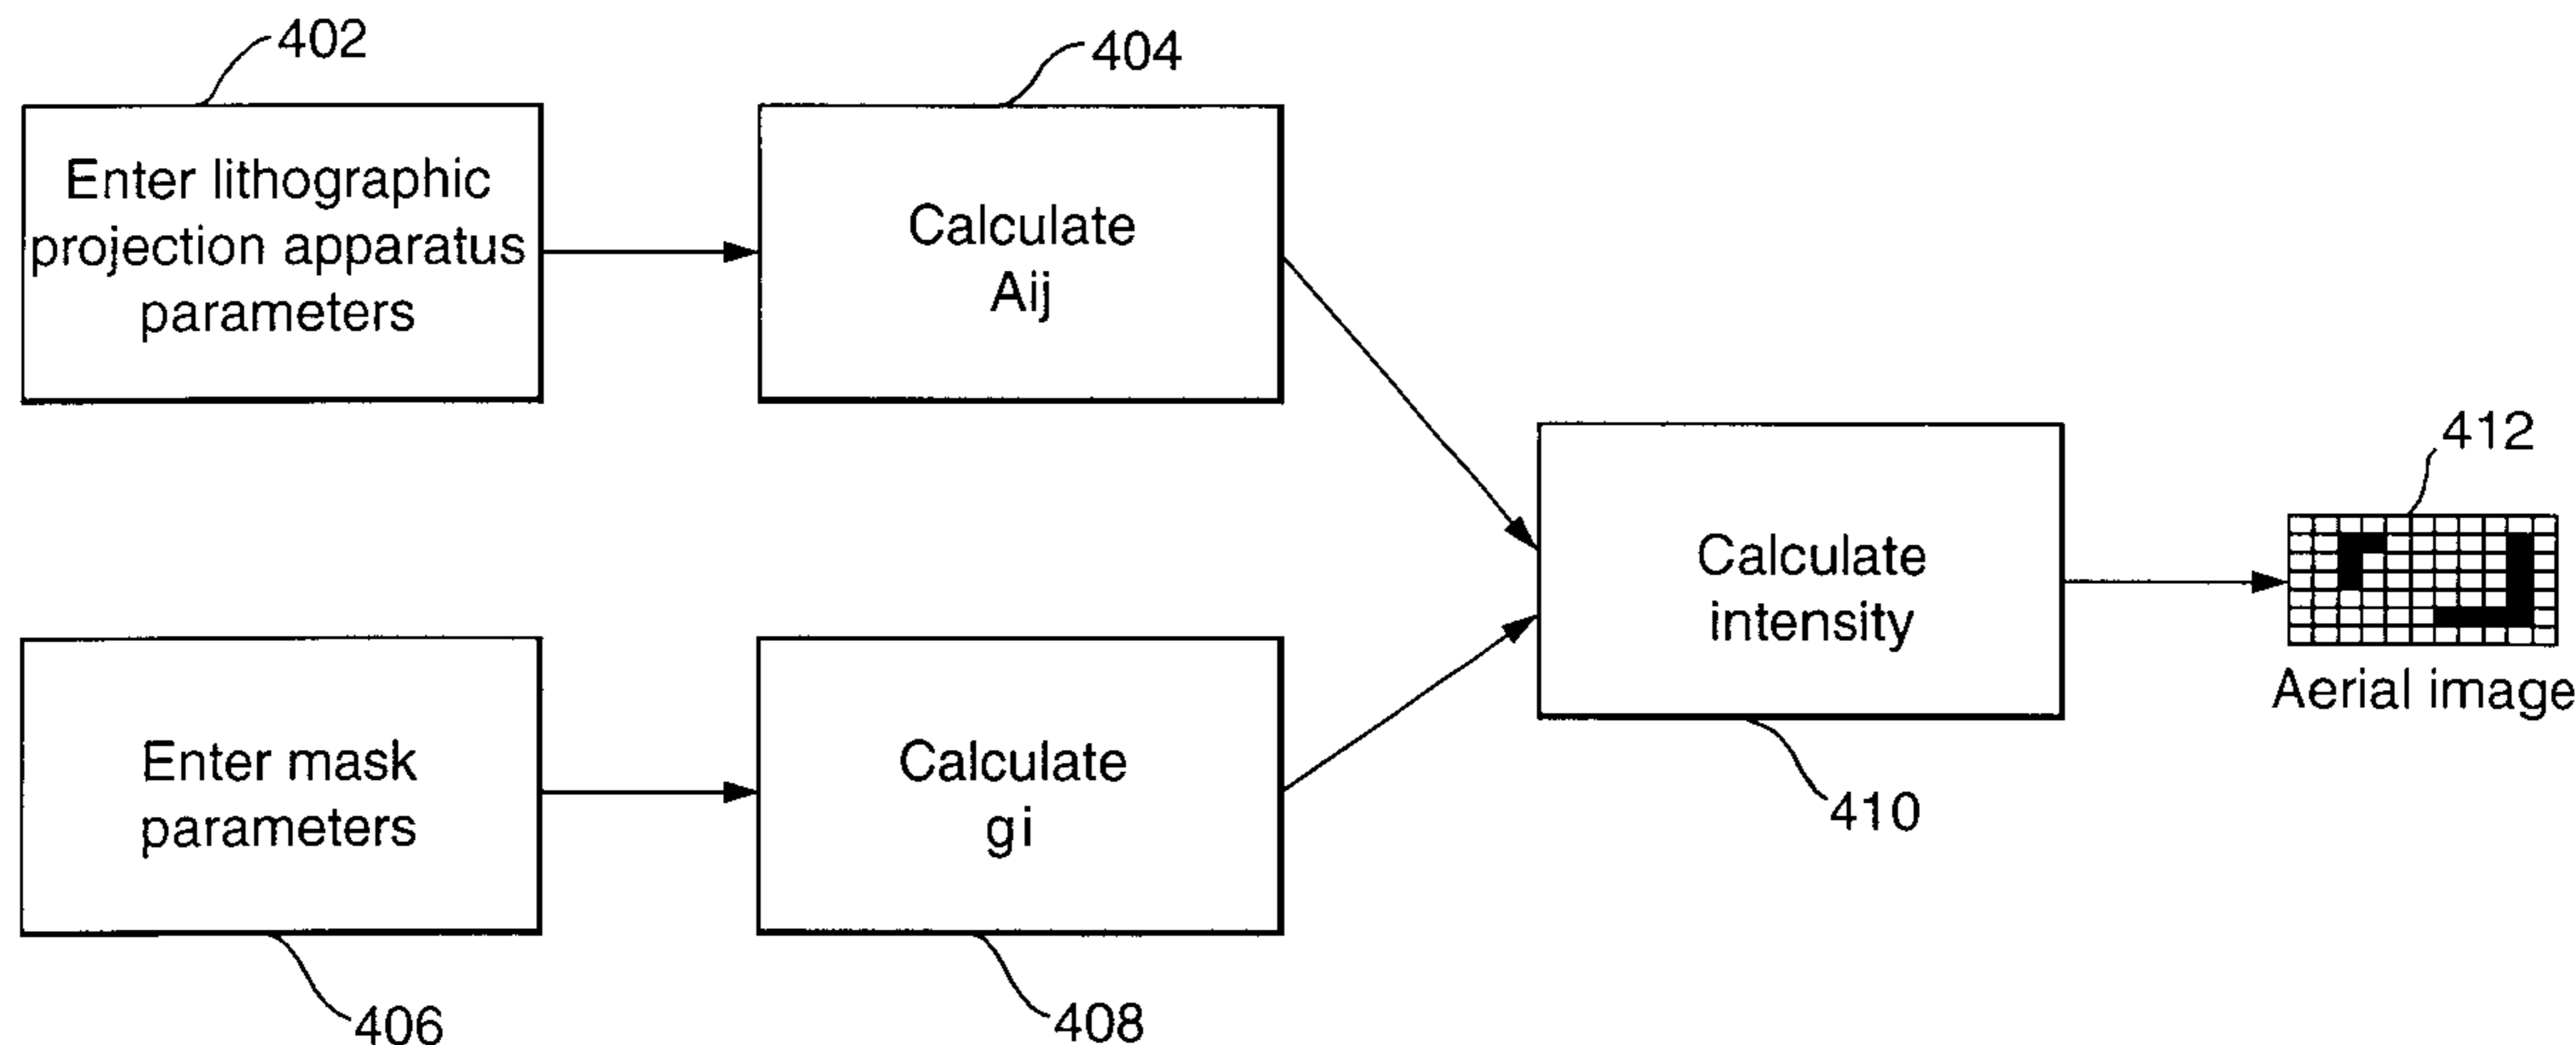 402
Enter lithographic
projection apparatus
parameters
404
Calculate
Aij
Enter mask
parameters
406
Calculate
gi
408
Calculate
intensity
410
412
Aerial image